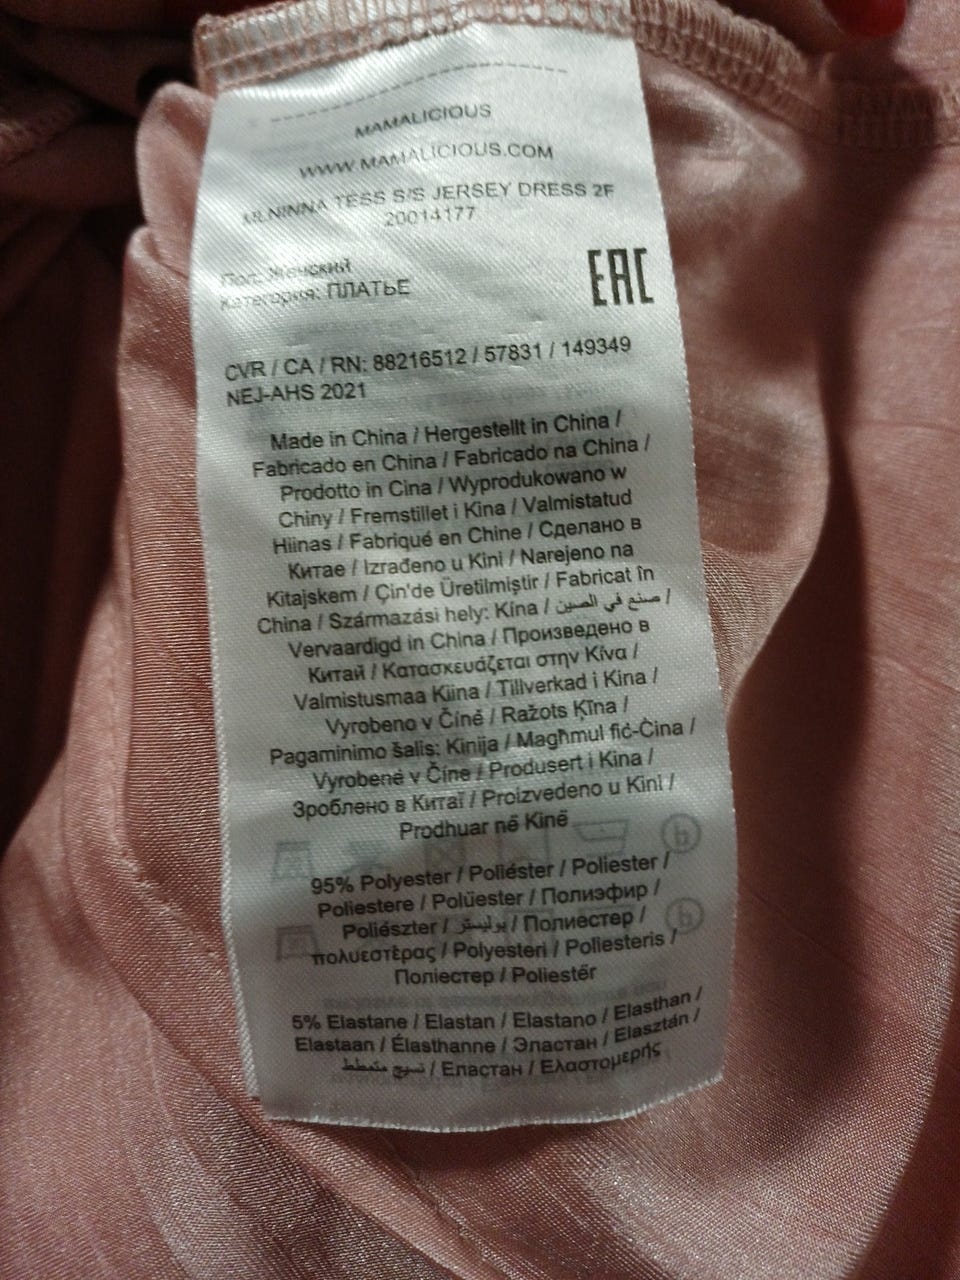 MAMALICIOUS
WWW MAMALICIOUS.COM
MLNINNA TESS S/S JERSEY DRESS 2F
20014177
Пол: Женский
Категория: ПЛАТЬЕ
EAC
CVR / CA / RN: 88216512 / 57831 / 149349
NEJ-AHS 2021
Made in China / Hergestellt in China /
Fabricado en China / Fabricado na China /
Prodotto in Cina / Wyprodukowano w
Chiny / Fremstillet i Kina / Valmistatud
Hiinas / Fabriqué en Chine / Сделано в
Китае / Izrađeno u Kini / Narejeno na
Kitajskem / Çin'de Üretilmiştir / Fabricat în
China / Származási hely: Kína / صنع في الصين /
Vervaardigd in China / Произведено в
Китай / Κατασκευάζεται στην Κίνα /
Valmistusmaa Kiina / Tillverkad i Kina /
Vyrobeno v Číně / Ražots Ķīna /
Pagaminimo šalis: Kinija / Magħmul fiċ-Ċina /
Vyrobené v Číne / Produsert i Kina /
Зроблено в Китаї / Proizvedeno u Kini /
Prodhuar në Kinë
95% Polyester / Poliéster / Poliester /
Poliestere / Polüester / Полиэфир /
Poliészter / بوليستر / Полиестер /
πολυεστέρας / Polyesteri / Poliesteris /
Поліестер / Poliestër
5% Elastane / Elastan / Elastano / Elasthan /
Elastaan / Élasthanne / Эластан / Elasztán /
نسيج متمطط / Еластан / Ελαστομερής